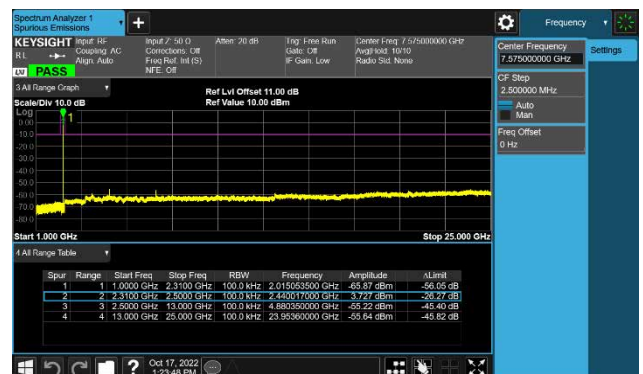 Spectrum Analyzer 1
Spurious Emissions
Frequency
KEYSIGHT Input: RF
RL
Coupling: AC
Align: Auto
Input Z: 50 Ω
Corrections: Off
Freq Ref: Int (S)
NFE: Off
Atten: 20 dB
Trig: Free Run
Gate: Off
IF Gain: Low
Center Freq: 7.575000000 GHz
Avg|Hold: 10/10
Radio Std: None
LXI PASS
Center Frequency
7.575000000 GHz
Settings
CF Step
2.500000 MHz
Auto
Man
Freq Offset
0 Hz
3 All Range Graph
Scale/Div 10.0 dB
Ref Lvl Offset 11.00 dB
Ref Value 10.00 dBm
Log
1
0.00
-10.0
-20.0
-30.0
-40.0
-50.0
-60.0
-70.0
-80.0
Start 1.000 GHz
Stop 25.000 GHz
4 All Range Table
Spur Range Start Freq Stop Freq RBW Frequency Amplitude ΔLimit
1 1 1.0000 GHz 2.3100 GHz 100.0 kHz 2.015053500 GHz -65.87 dBm -56.05 dB
2 2 2.3100 GHz 2.5000 GHz 100.0 kHz 2.440017000 GHz 3.727 dBm -26.27 dB
3 3 2.5000 GHz 13.000 GHz 100.0 kHz 4.880350000 GHz -55.22 dBm -45.40 dB
4 4 13.000 GHz 25.000 GHz 100.0 kHz 23.95360000 GHz -55.64 dBm -45.82 dB
?
Oct 17, 2022
1:23:48 PM